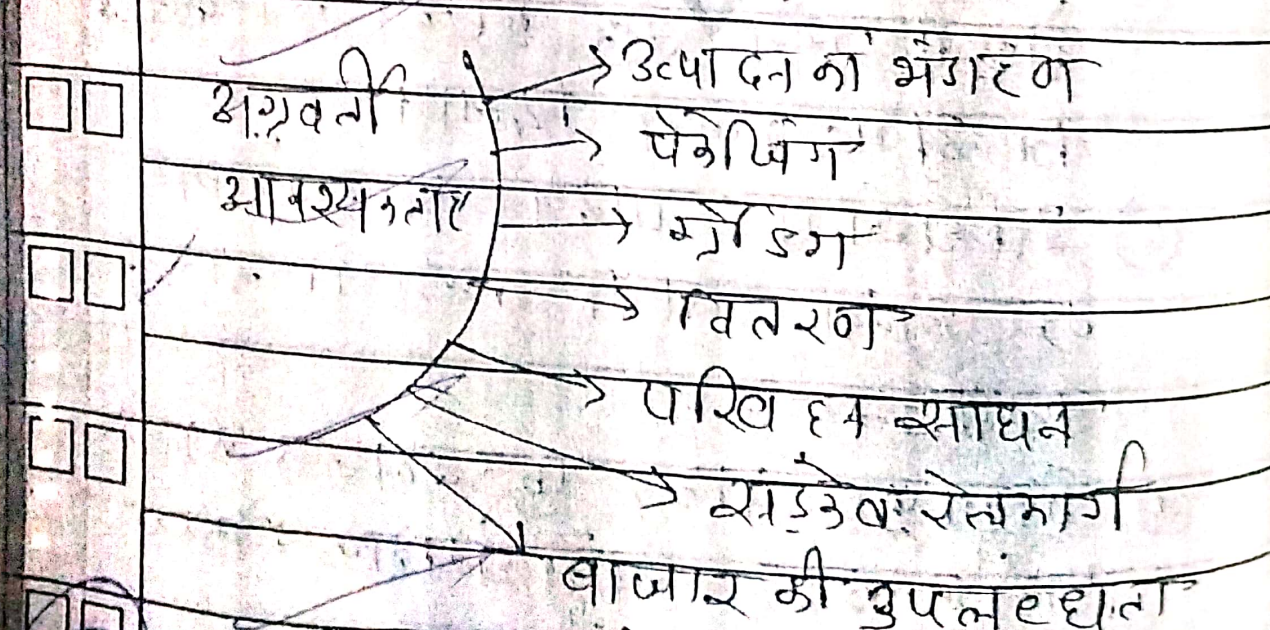 अग्रवर्ती
आवश्यकताएं
उत्पादन का भंडारण
पैकेजिंग
ग्रेडिंग
वितरण
परिवहन साधन
सड़के व रेलमार्ग
बाजार की उपलब्धता